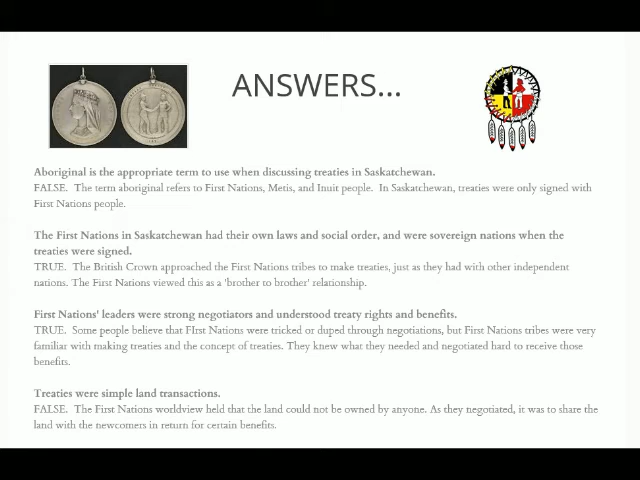 ANSWERS...
Aboriginal is the appropriate term to use when discussing treaties in Saskatchewan.
FALSE. The term aboriginal refers to First Nations, Metis, and Inuit people. In Saskatchewan, treaties were only signed with
First Nations people.
The First Nations in Saskatchewan had their own laws and social order, and were sovereign nations when the
treaties were signed.
TRUE. The British Crown approached the First Nations tribes to make treaties, just as they had with other independent
nations. The First Nations viewed this as a 'brother to brother' relationship.
First Nations' leaders were strong negotiators and understood treaty rights and benefits.
TRUE. Some people believe that FIrst Nations were tricked or duped through negotiations, but First Nations tribes were very
familiar with making treaties and the concept of treaties. They knew what they needed and negotiated hard to receive those
benefits.
Treaties were simple land transactions.
FALSE. The First Nations worldview held that the land could not be owned by anyone. As they negotiated, it was to share the
land with the newcomers in return for certain benefits.